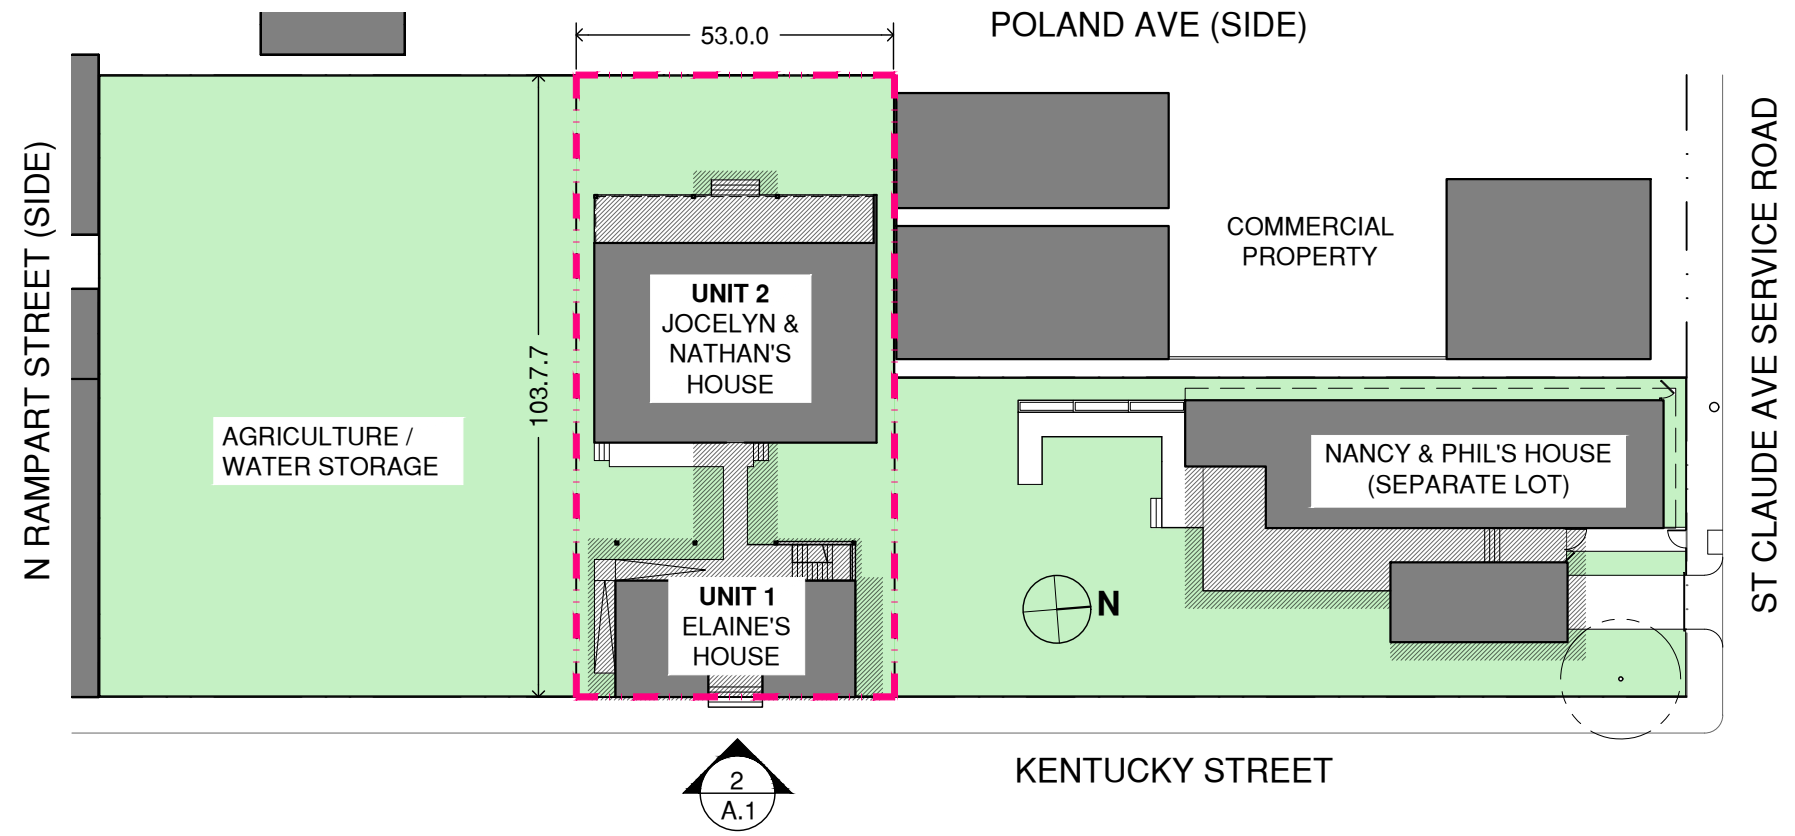 POLAND AVE (SIDE)
53.0.0
N RAMPART STREET (SIDE)
ST CLAUDE AVE SERVICE ROAD
COMMERCIAL
PROPERTY
UNIT 2
JOCELYN &
NATHAN'S
HOUSE
103.7.7
AGRICULTURE /
WATER STORAGE
NANCY & PHIL'S HOUSE
(SEPARATE LOT)
UNIT 1
ELAINE'S
HOUSE
N
KENTUCKY STREET
2
A.1